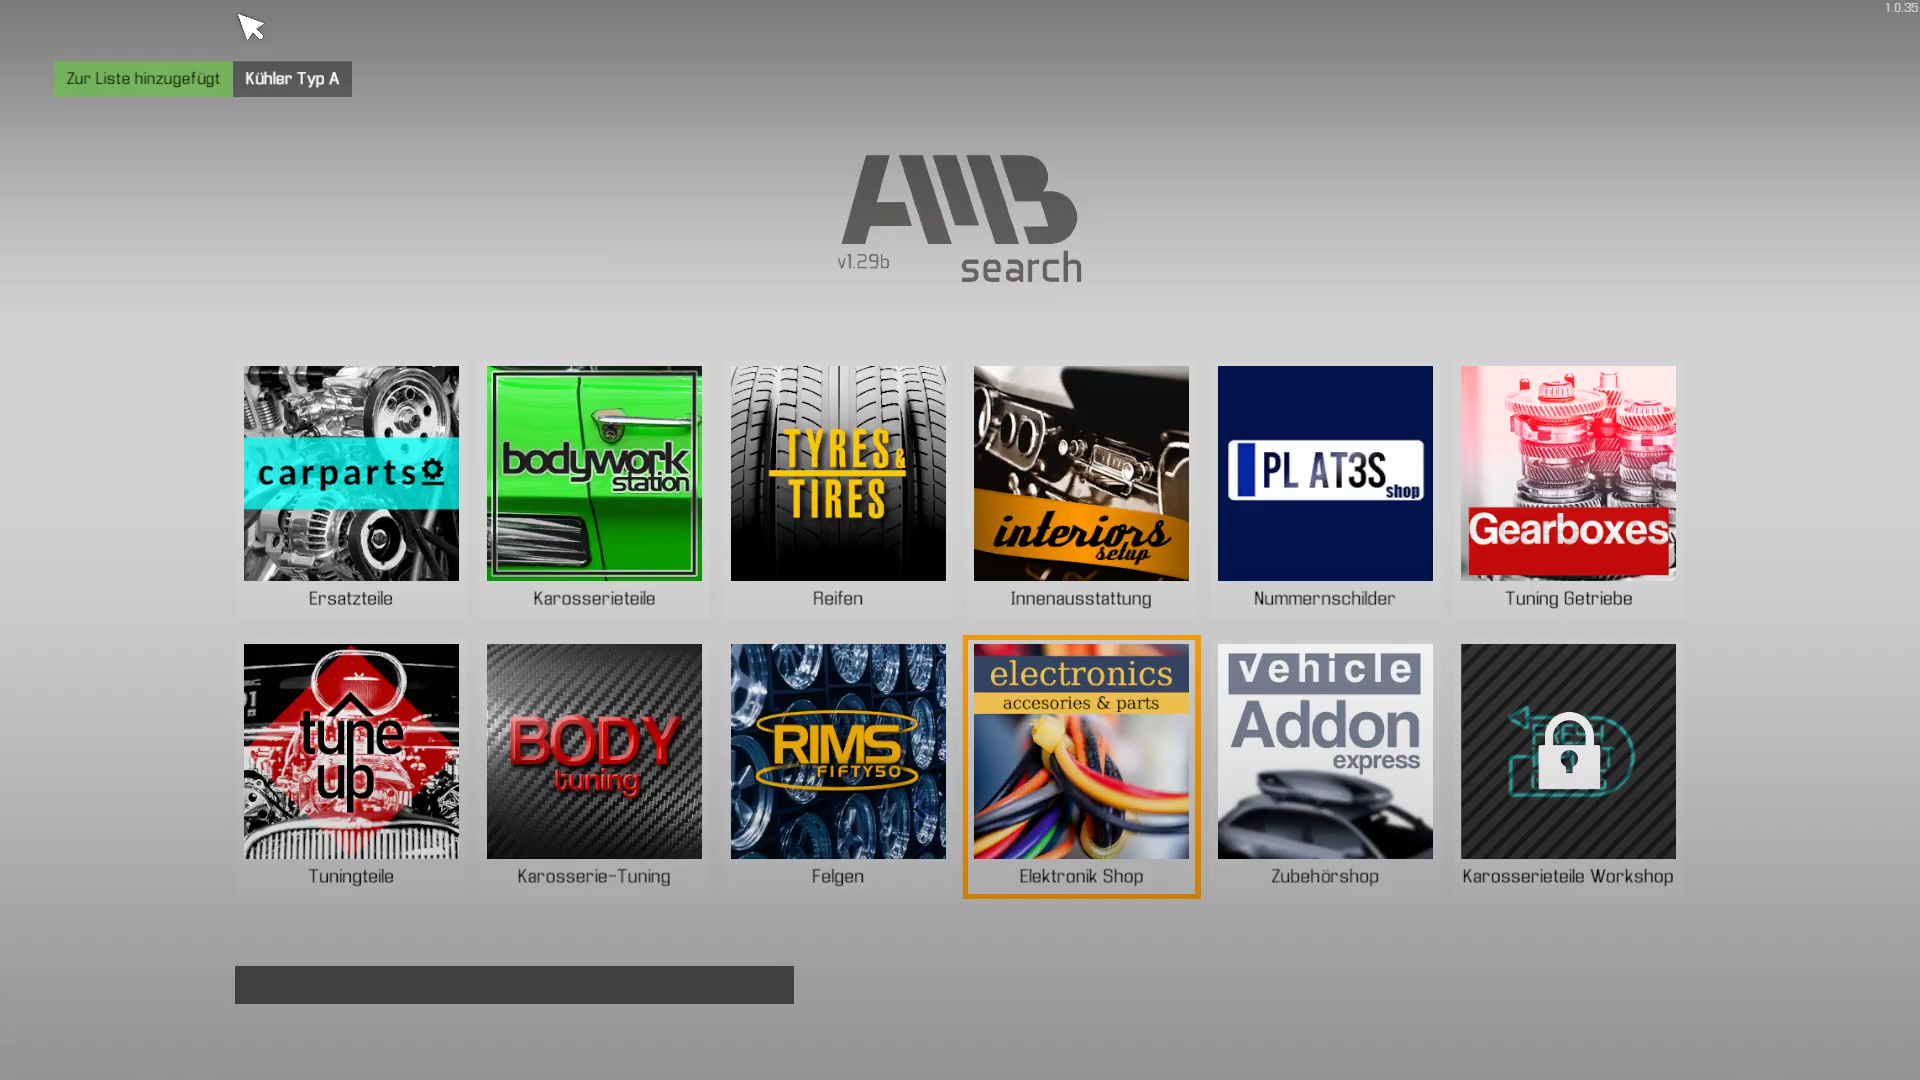 1.0.35
Zur Liste hinzugefügt Kühler Typ A
AMB
v1.29b
search
carparts
bodywork
station
TYRES &
TIRES
interiors
setup
PL AT3S
shop
Gearboxes
Ersatzteile
Karosserieteile
Reifen
Innenausstattung
Nummernschilder
Tuning Getriebe
tune
up
BODY
tuning
RIMS
FIFTY50
electronics
accesories & parts
vehicle
Addon
express
Tuningteile
Karosserie-Tuning
Felgen
Elektronik Shop
Zubehörshop
Karosserieteile Workshop